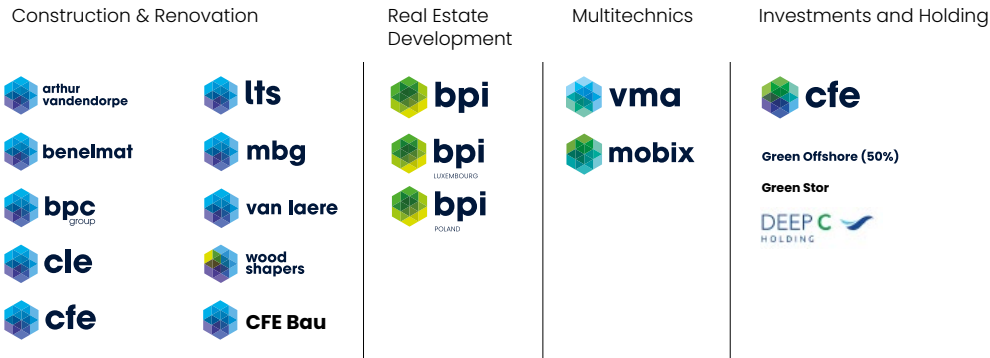 Construction & Renovation
arthur
vandendorpe
benelmat
bpc
group
cle
cfe
lts
mbg
van laere
wood
shapers
CFE Bau
Real Estate
Development
bpi
bpi
LUXEMBOURG
bpi
POLAND
Multitechnics
vma
mobix
Investments and Holding
cfe
Green Offshore (50%)
Green Stor
DEEP C
HOLDING